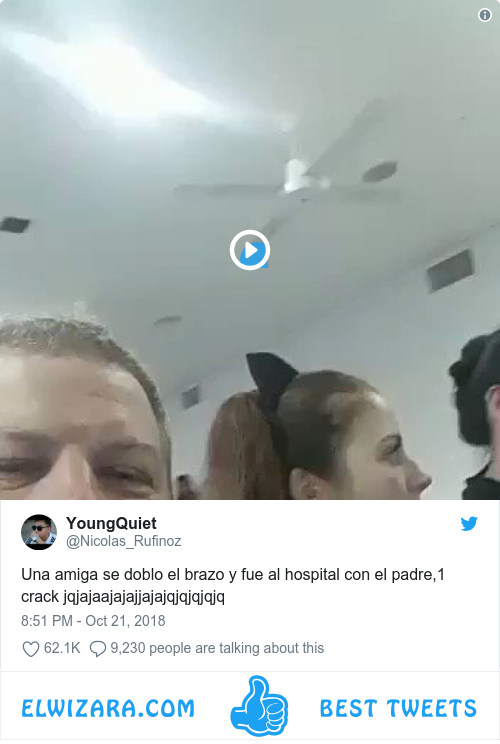 YoungQuiet
@Nicolas_Rufinoz
Una amiga se doblo el brazo y fue al hospital con el padre,1
crack jqjajaajajajjajajqjqjqjqjq
8:51 PM - Oct 21, 2018
62.1K 9,230 people are talking about this
ELWIZARA.COM BEST TWEETS